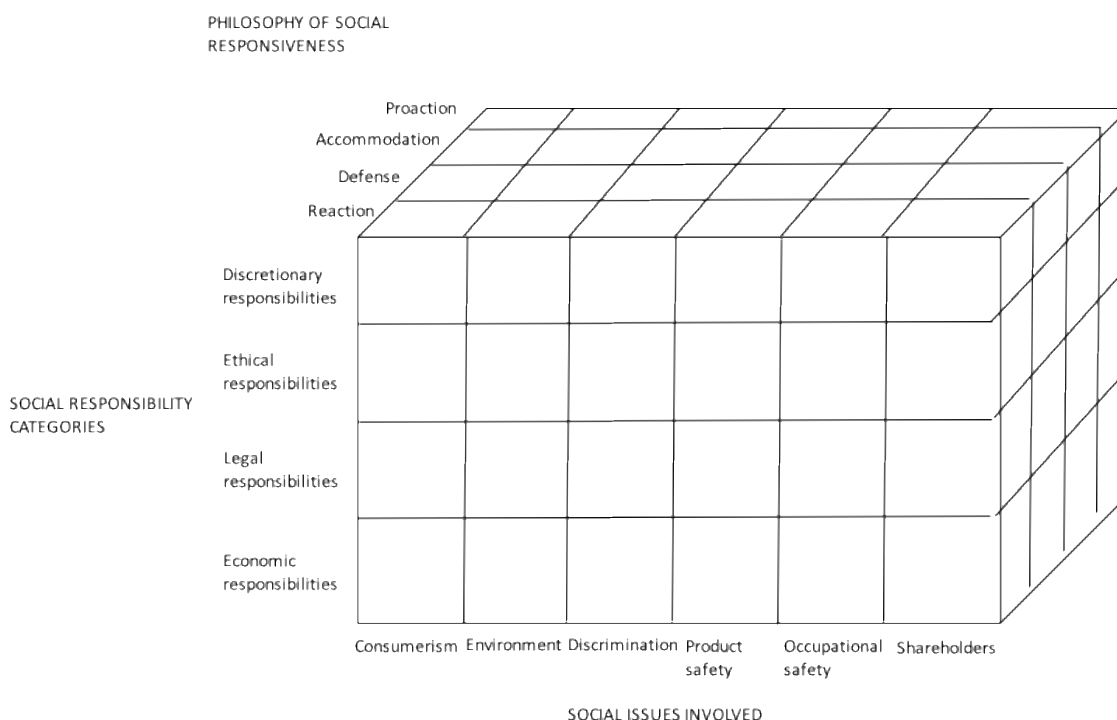 PHILOSOPHY OF SOCIAL
RESPONSIVENESS
Proaction
Accommodation
Defense
Reaction
Discretionary
responsibilities
Ethical
responsibilities
SOCIAL RESPONSIBILITY
CATEGORIES
Legal
responsibilities
Economic
responsibilities
Consumerism
Environment
Discrimination
Product
safety
Occupational
safety
Shareholders
SOCIAL ISSUES INVOLVED